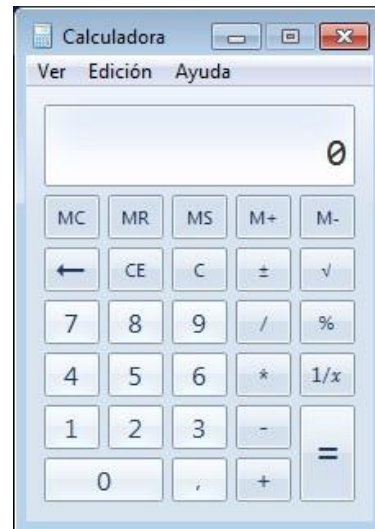 Calculadora
Ver Edición Ayuda
0
MC MR MS M+ M-
← CE C ± √
7 8 9 / %
4 5 6 * 1/x
1 2 3 - =
0 , +